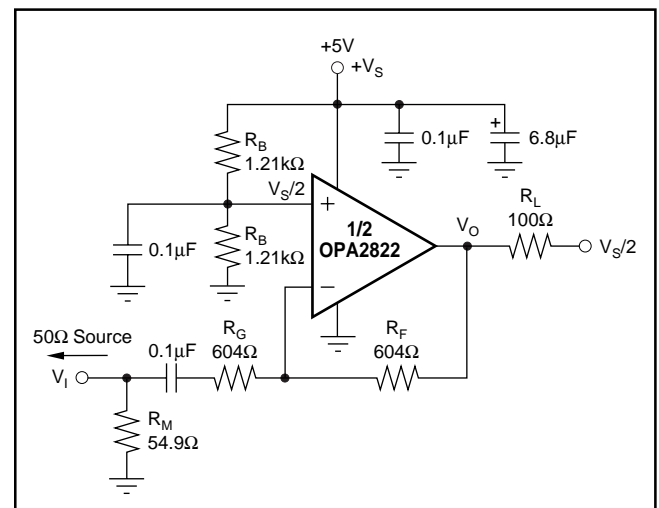 +5V
+V_S
0.1μF
+
6.8μF
R_B
1.21kΩ
V_S/2
R_B
1.21kΩ
0.1μF
+
−
1/2
OPA2822
V_O
R_L
100Ω
V_S/2
50Ω Source
V_I
0.1μF
R_G
604Ω
R_F
604Ω
R_M
54.9Ω